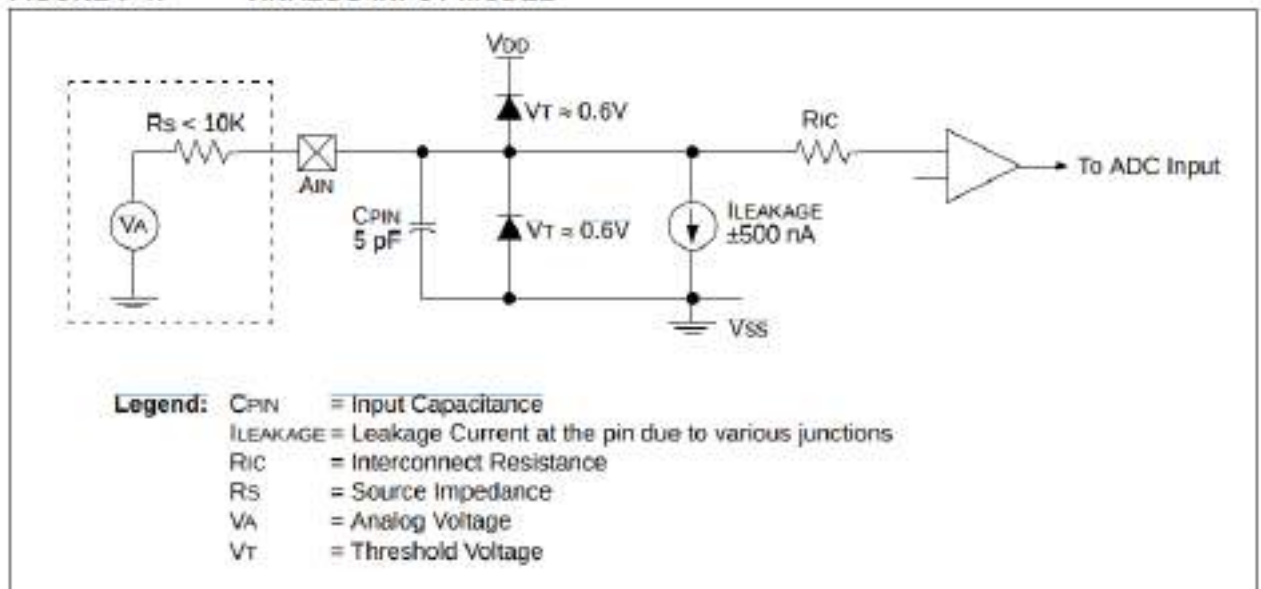 VDD
VT ≈ 0.6V
RS < 10K
RIC
AIN
To ADC Input
VA
CPIN
5 pF
VT ≈ 0.6V
ILEAKAGE
±500 nA
VSS
Legend: CPIN = Input Capacitance
ILEAKAGE = Leakage Current at the pin due to various junctions
RIC = Interconnect Resistance
RS = Source Impedance
VA = Analog Voltage
VT = Threshold Voltage